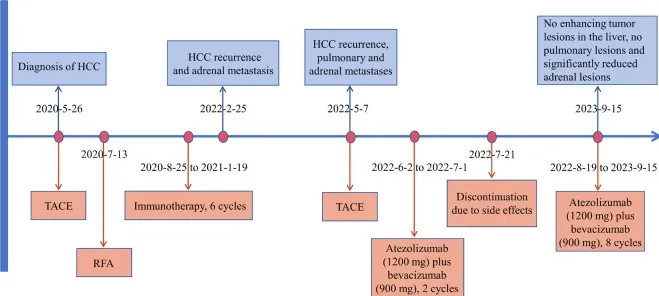 Diagnosis of HCC
HCC recurrence
and adrenal metastasis
HCC recurrence,
pulmonary and
adrenal metastases
No enhancing tumor
lesions in the liver, no
pulmonary lesions and
significantly reduced
adrenal lesions
2020-5-26
2022-2-25
2022-5-7
2023-9-15
2020-7-13
2020-8-25 to 2021-1-19
2022-6-2 to 2022-7-1
2022-7-21
2022-8-19 to 2023-9-15
TACE
RFA
Immunotherapy, 6 cycles
TACE
Atezolizumab
(1200 mg) plus
bevacizumab
(900 mg), 2 cycles
Discontinuation
due to side effects
Atezolizumab
(1200 mg) plus
bevacizumab
(900 mg), 8 cycles